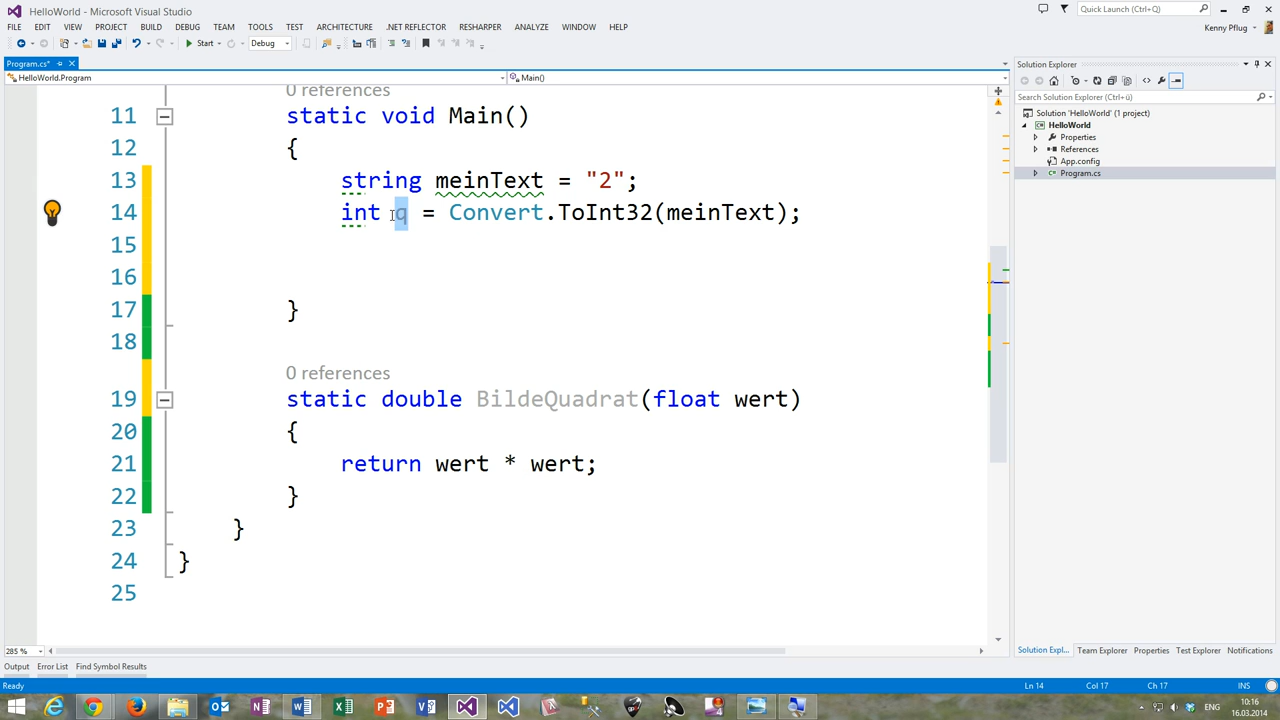 HelloWorld - Microsoft Visual Studio
Quick Launch (Ctrl+Q)
FILE EDIT VIEW PROJECT BUILD DEBUG TEAM TOOLS TEST ARCHITECTURE .NET REFLECTOR RESHARPER ANALYZE WINDOW HELP
Kenny Pflug
Start Debug
Program.cs*
Solution Explorer
HelloWorld.Program Main()
Search Solution Explorer (Ctrl+ü)
Solution 'HelloWorld' (1 project)
HelloWorld
Properties
References
App.config
Program.cs
0 references
11 static void Main()
12 {
13 string meinText = "2";
14 int q = Convert.ToInt32(meinText);
15
16
17 }
18
0 references
19 static double BildeQuadrat(float wert)
20 {
21 return wert * wert;
22 }
23 }
24 }
25
285 %
Solution Expl... Team Explorer Properties Test Explorer Notifications
Output Error List Find Symbol Results
Ready Ln 14 Col 17 Ch 17 INS
ENG 10:16
16.03.2014